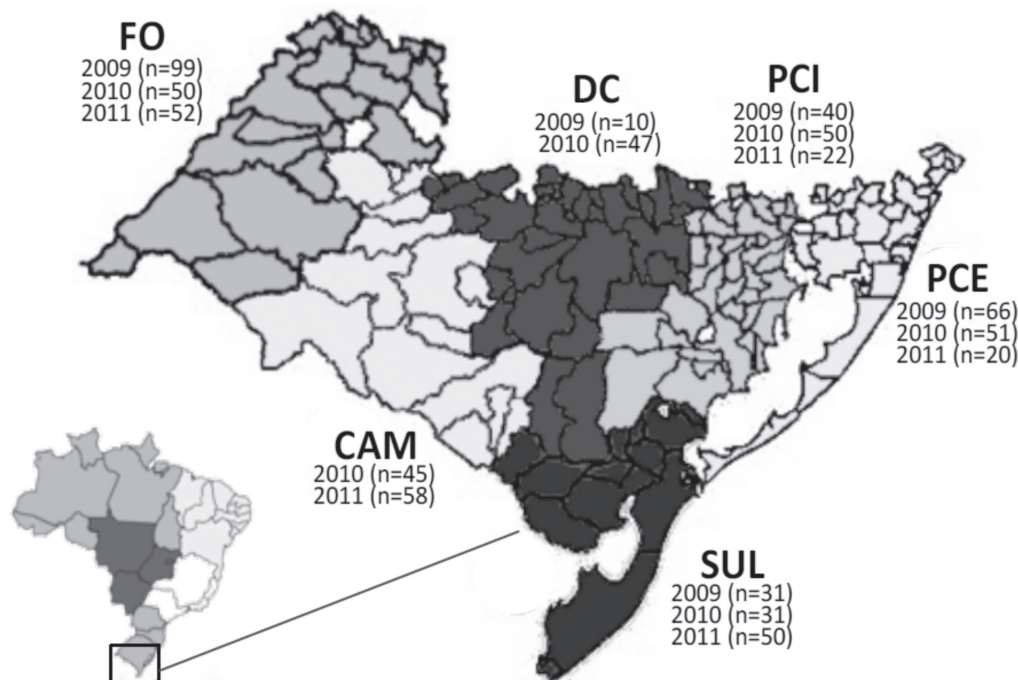 FO
2009 (n=99)
2010 (n=50)
2011 (n=52)
DC
2009 (n=10)
2010 (n=47)
PCI
2009 (n=40)
2010 (n=50)
2011 (n=22)
PCE
2009 (n=66)
2010 (n=51)
2011 (n=20)
CAM
2010 (n=45)
2011 (n=58)
SUL
2009 (n=31)
2010 (n=31)
2011 (n=50)